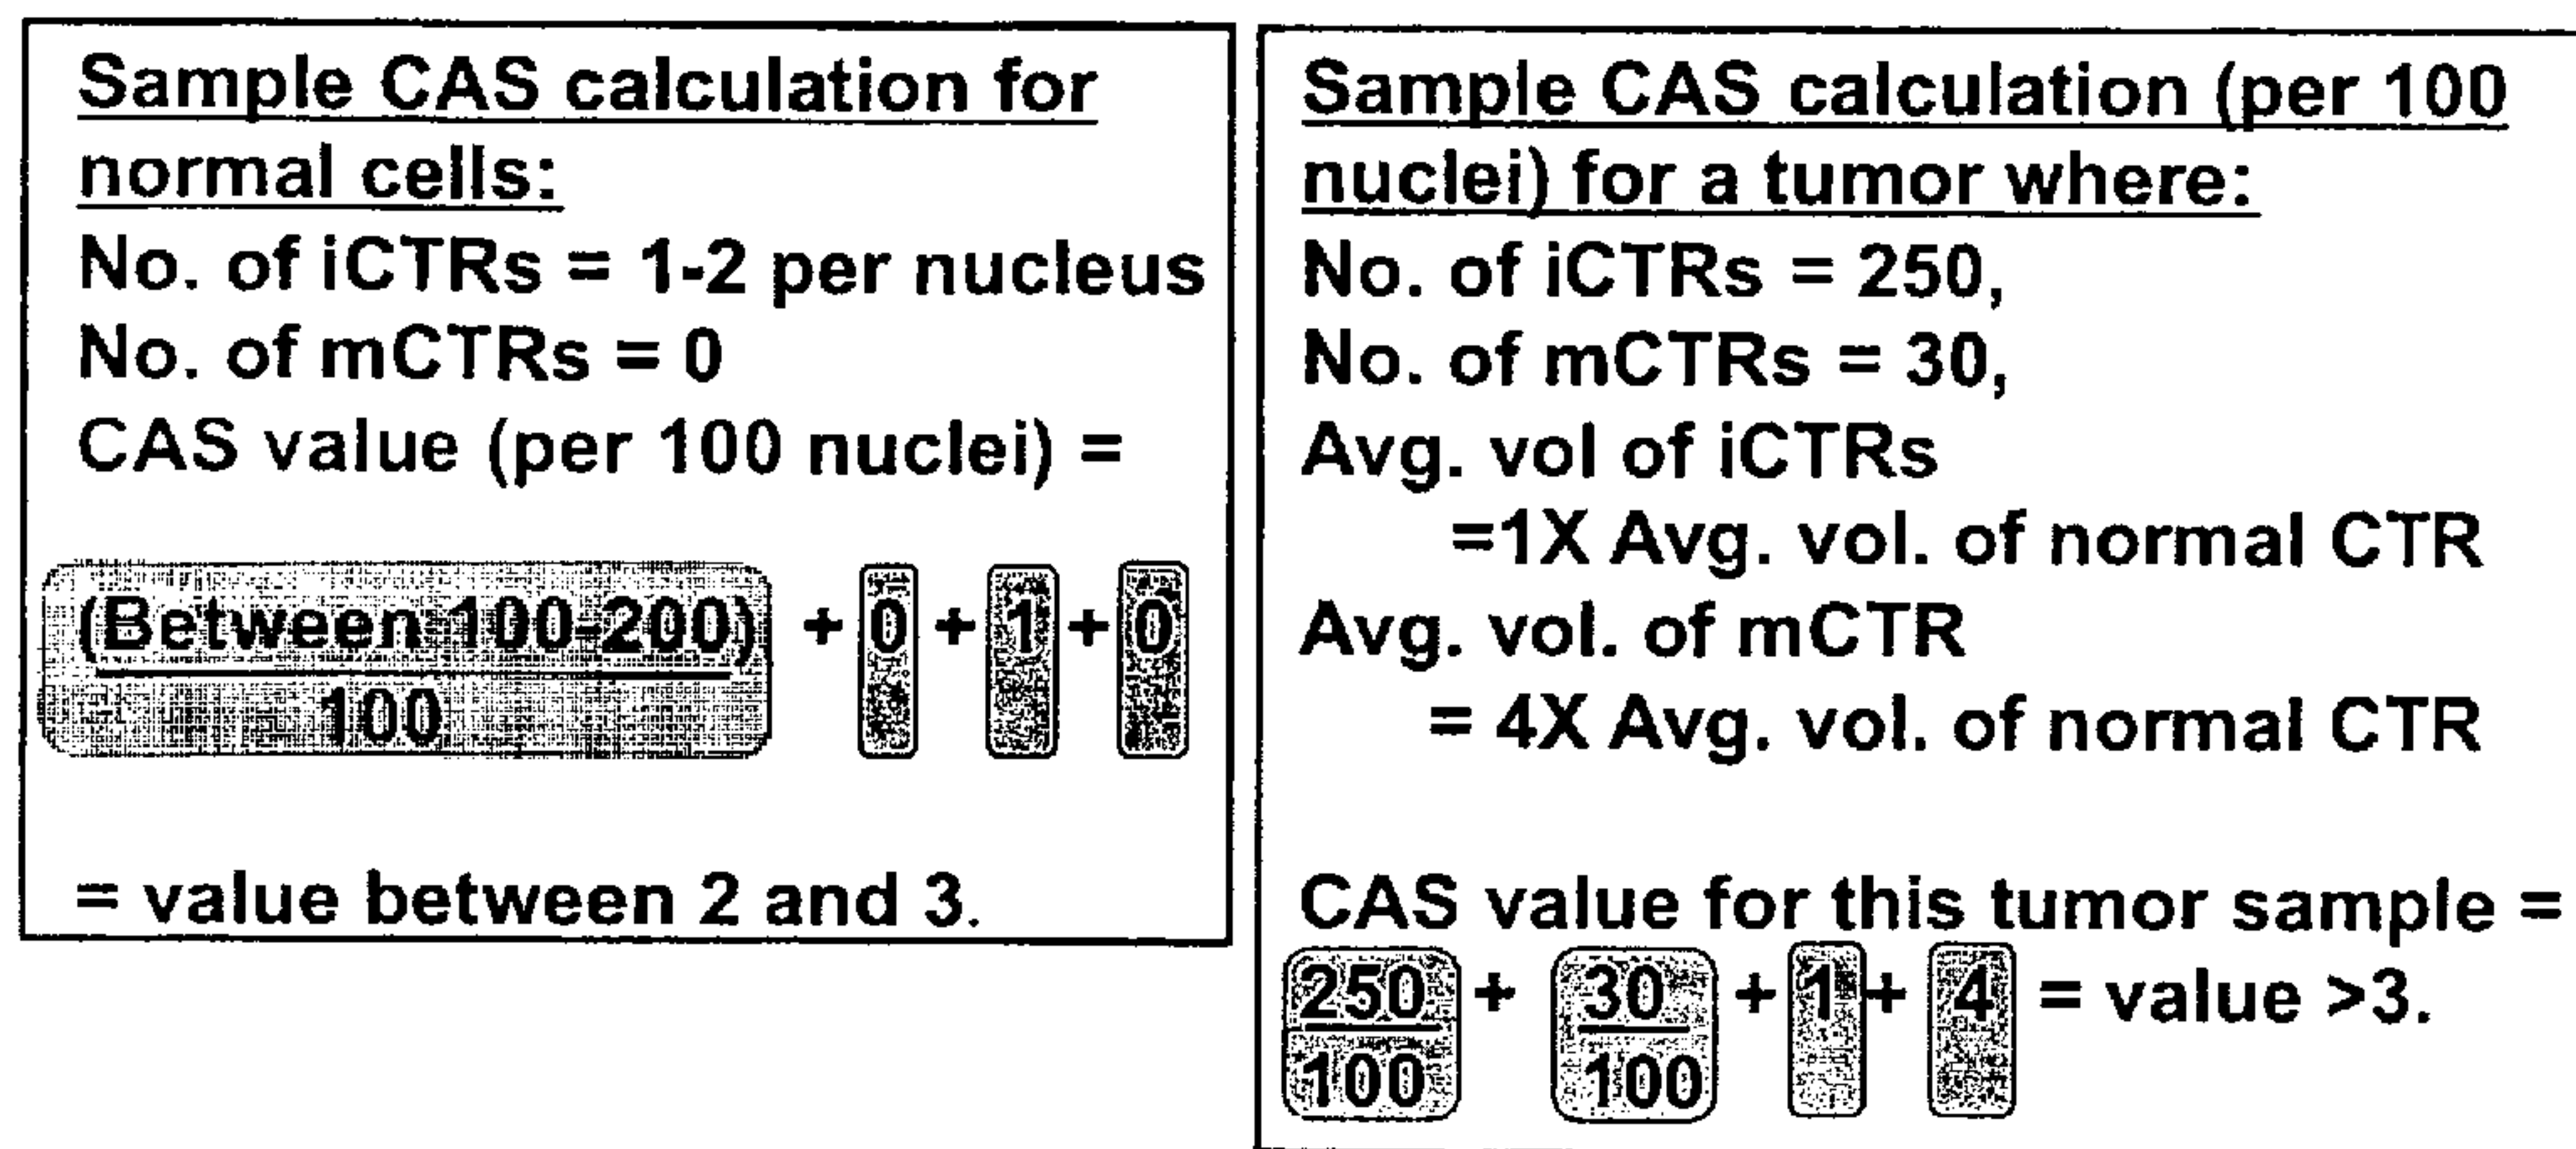 Sample CAS calculation for
normal cells:
No. of iCTRs = 1-2 per nucleus
No. of mCTRs = 0
CAS value (per 100 nuclei) =
(Between 100-200) + 0 + 1 + 0
100
= value between 2 and 3.
Sample CAS calculation (per 100
nuclei) for a tumor where:
No. of iCTRs = 250,
No. of mCTRs = 30,
Avg. vol of iCTRs
=1X Avg. vol. of normal CTR
Avg. vol. of mCTR
= 4X Avg. vol. of normal CTR
CAS value for this tumor sample =
250 + 30 + 1 + 4 = value >3.
100 100